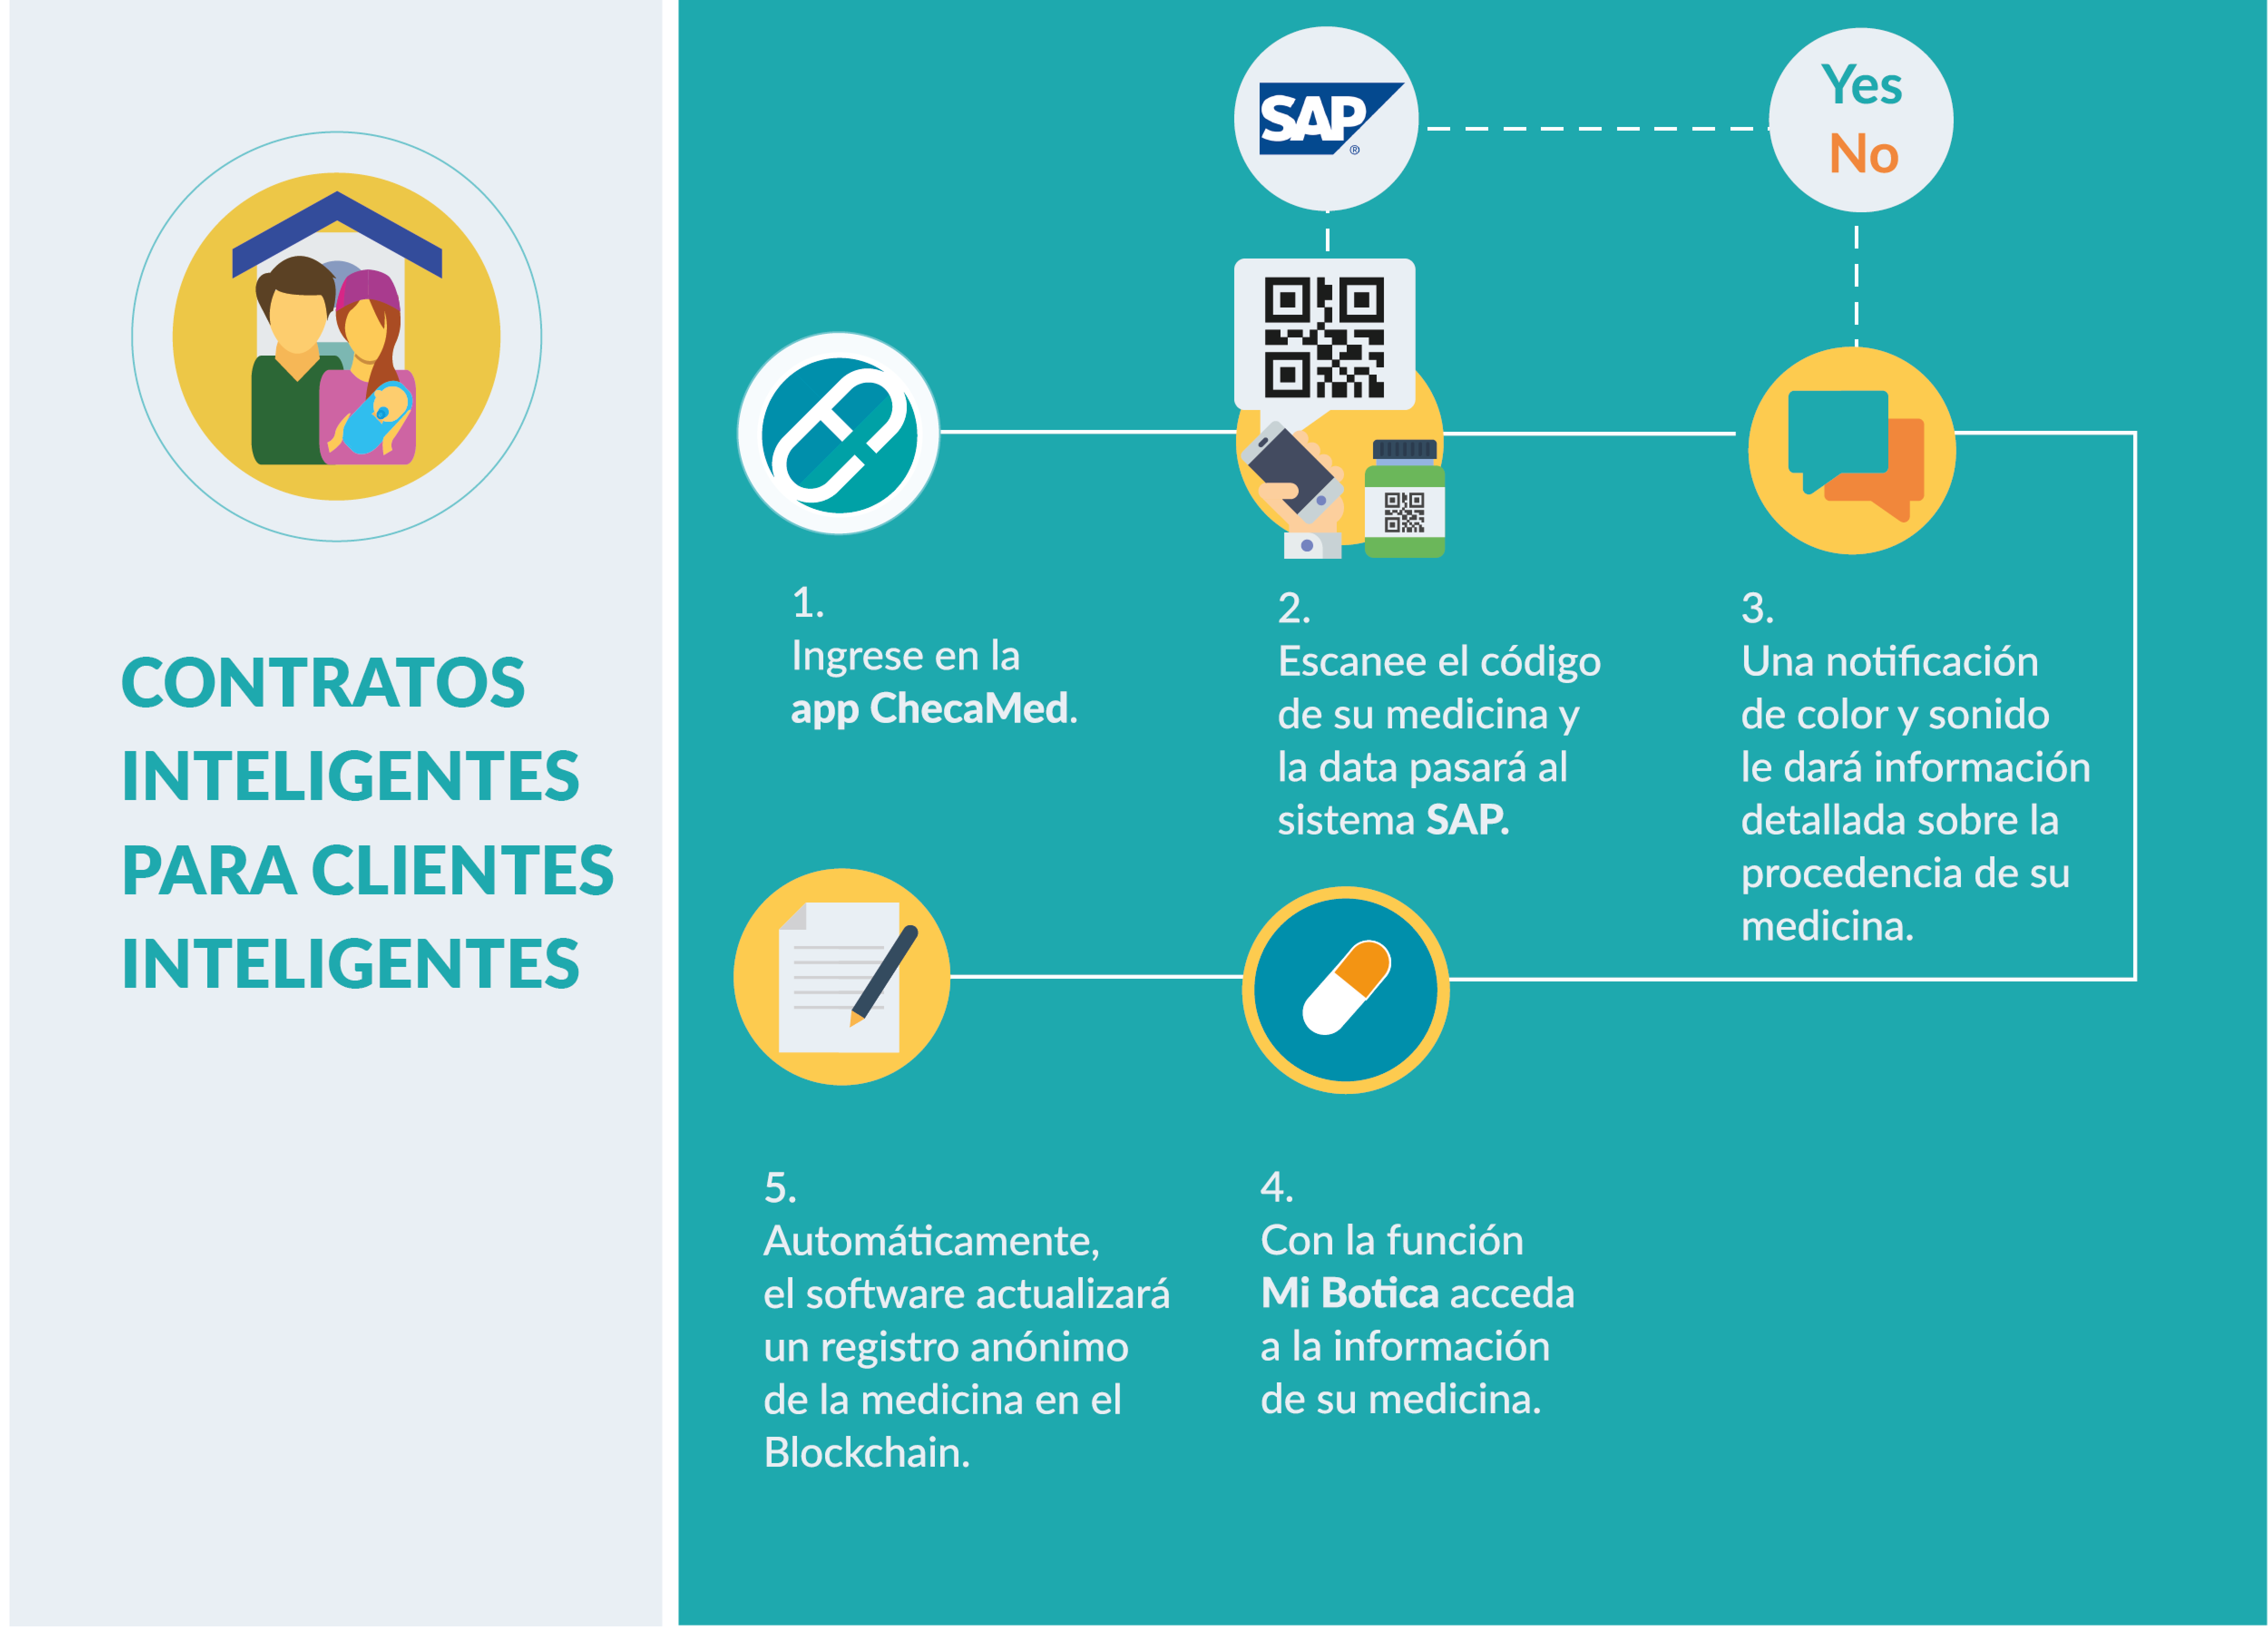 CONTRATOS
INTELIGENTES
PARA CLIENTES
INTELIGENTES
SAP
®
Yes
No
1.
Ingrese en la
app ChecaMed.
2.
Escanee el código
de su medicina y
la data pasará al
sistema SAP.
3.
Una notificación
de color y sonido
le dará información
detallada sobre la
procedencia de su
medicina.
5.
Automáticamente,
el software actualizará
un registro anónimo
de la medicina en el
Blockchain.
4.
Con la función
Mi Botica acceda
a la información
de su medicina.